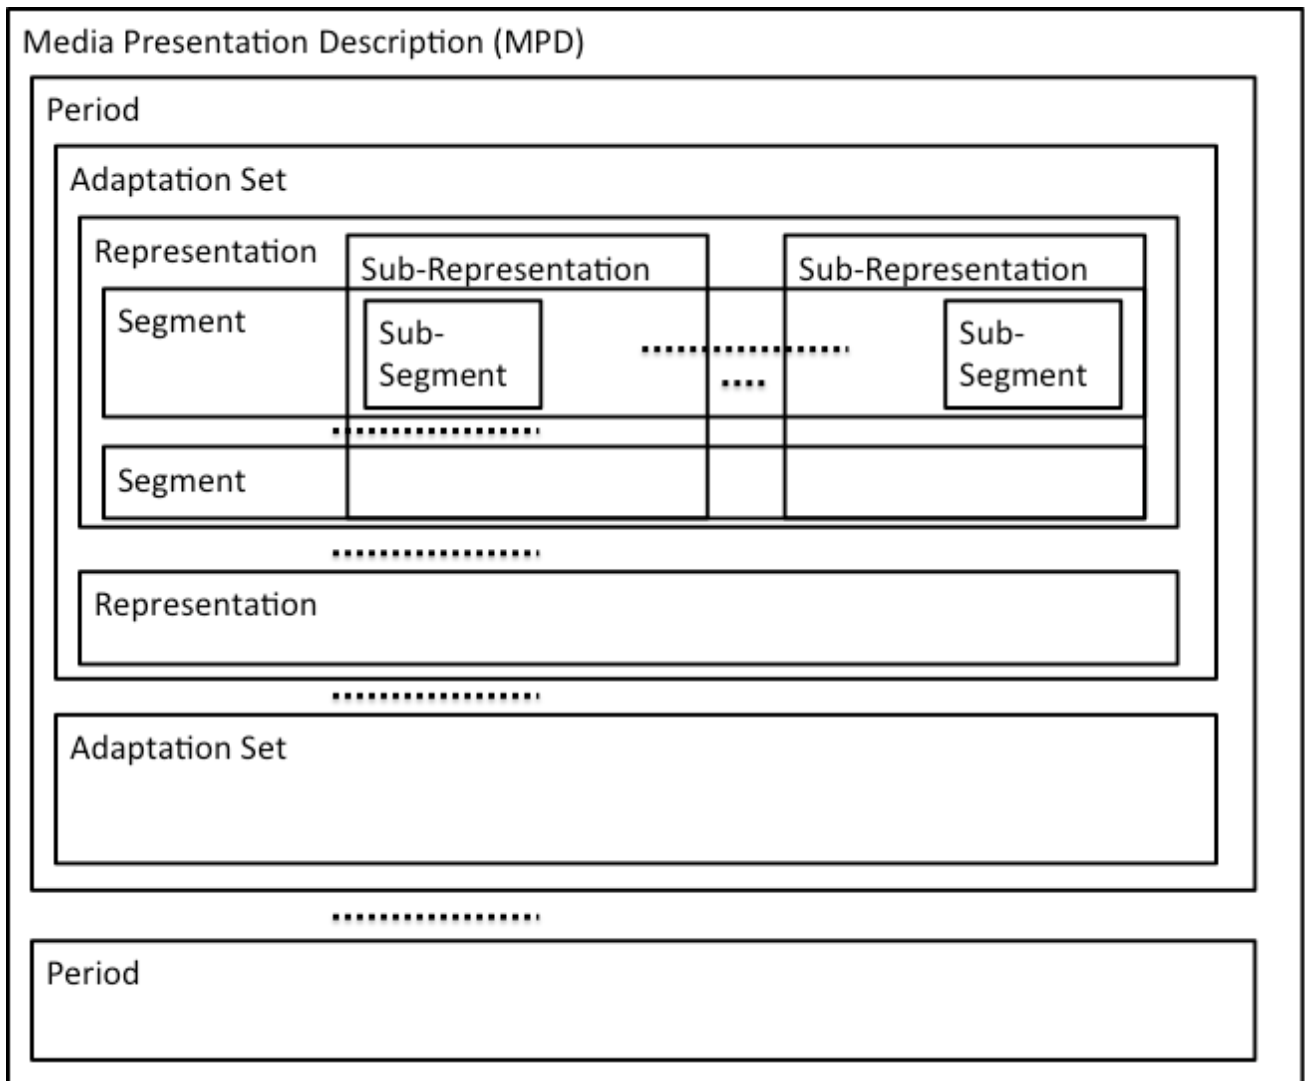 Media Presentation Description (MPD)
Period
Adaptation Set
Representation
Sub-Representation
Sub-Representation
Segment
Sub-
Segment
Sub-
Segment
Segment
Representation
Adaptation Set
Period